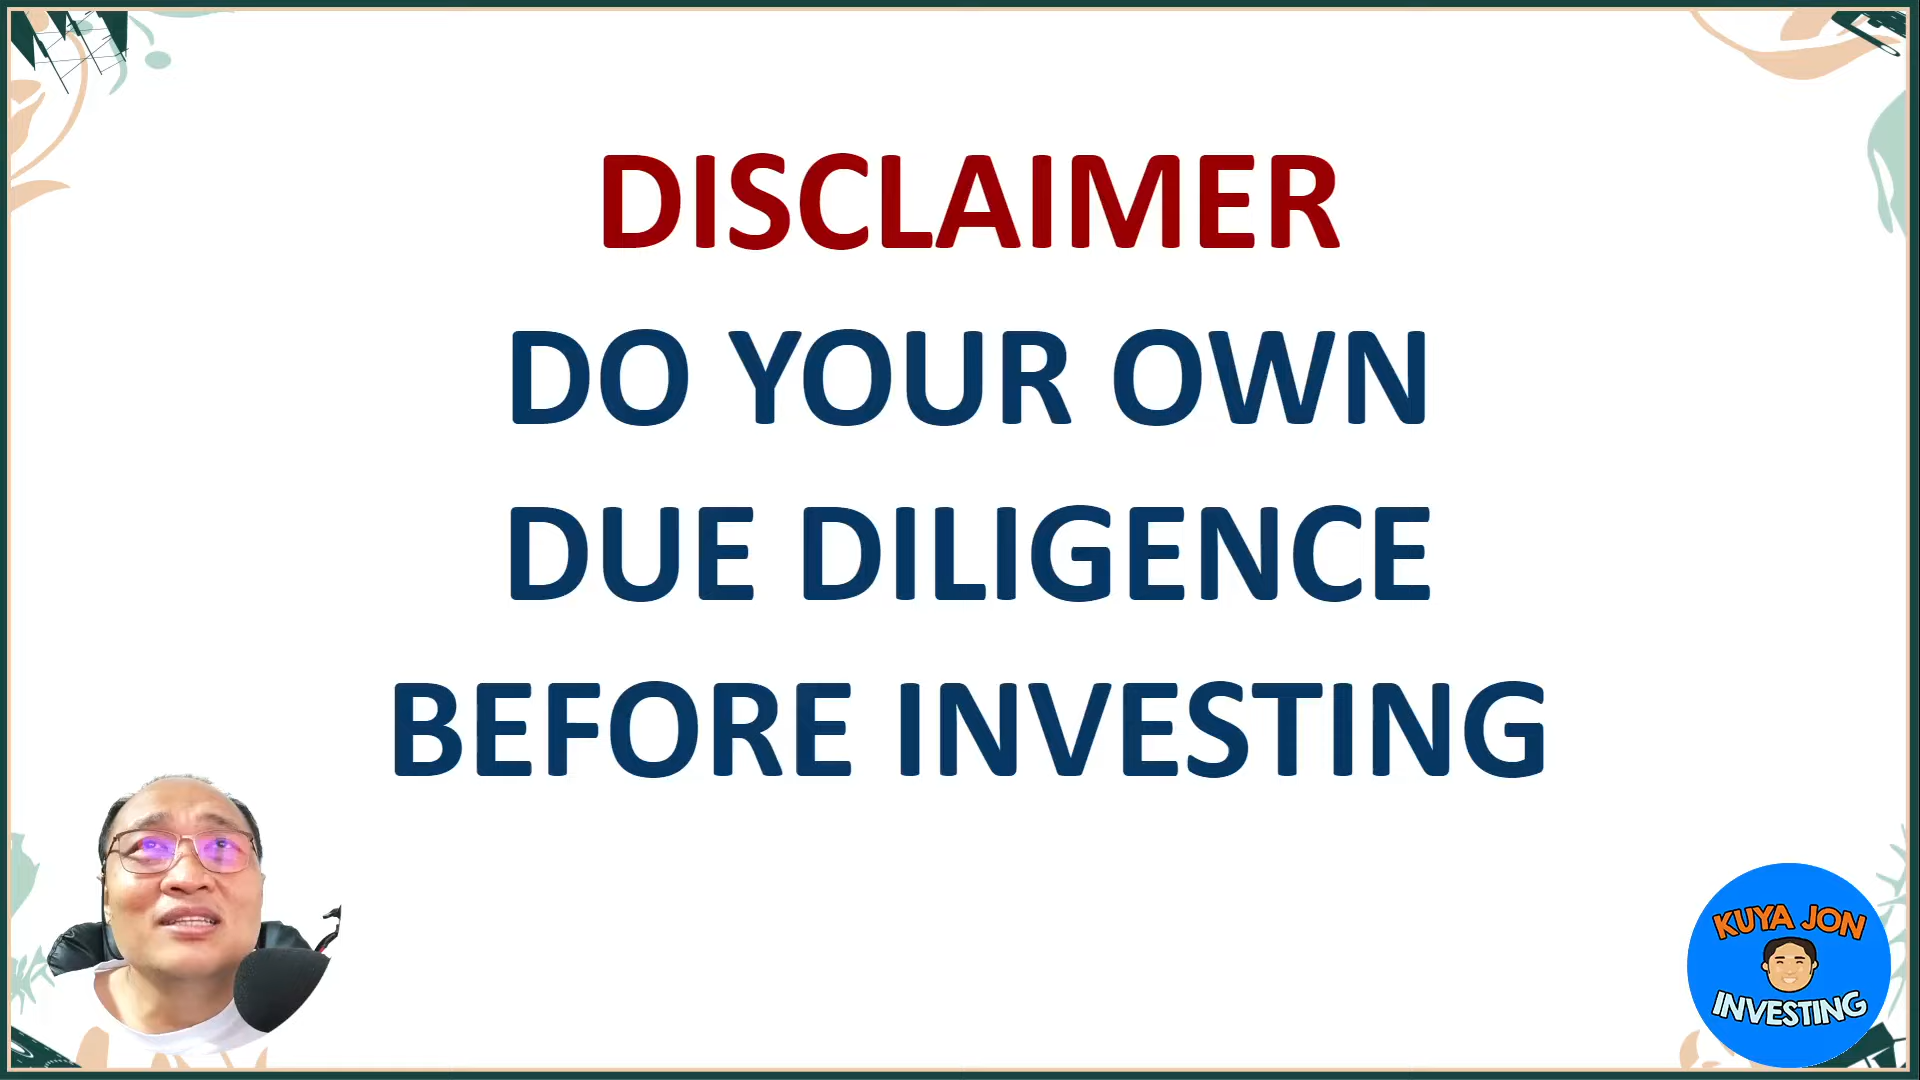 DISCLAIMER
DO YOUR OWN
DUE DILIGENCE
BEFORE INVESTING
KUYA JON
INVESTING